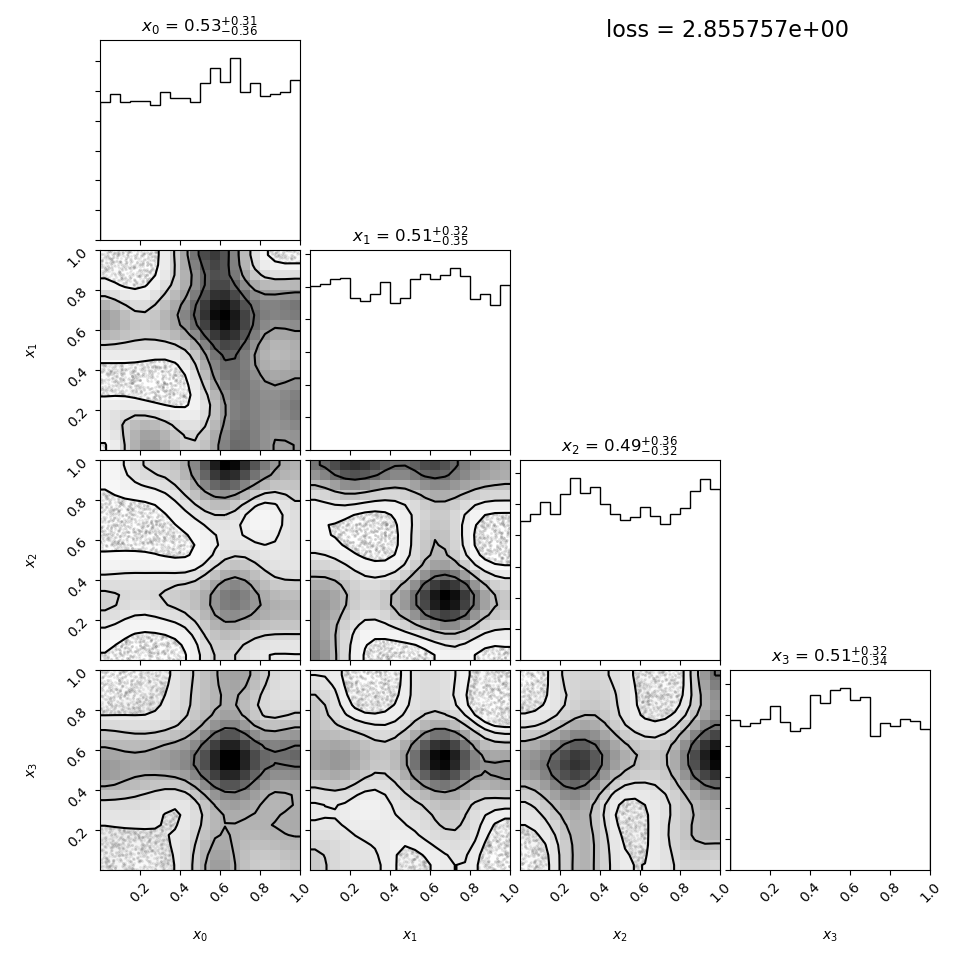 x₀ = 0.53⁺⁰·³¹₋₀.₃₆
loss = 2.855757e+00
x₁ = 0.51⁺⁰·³²₋₀.₃₅
1.0
0.8
0.6
0.4
0.2
x₁
x₂ = 0.49⁺⁰·³⁶₋₀.₃₂
1.0
0.8
0.6
0.4
0.2
x₂
x₃ = 0.51⁺⁰·³²₋₀.₃₄
1.0
0.8
0.6
0.4
0.2
x₃
0.2 0.4 0.6 0.8 1.0 0.2 0.4 0.6 0.8 1.0 0.2 0.4 0.6 0.8 1.0 0.2 0.4 0.6 0.8 1.0
x₀ x₁ x₂ x₃